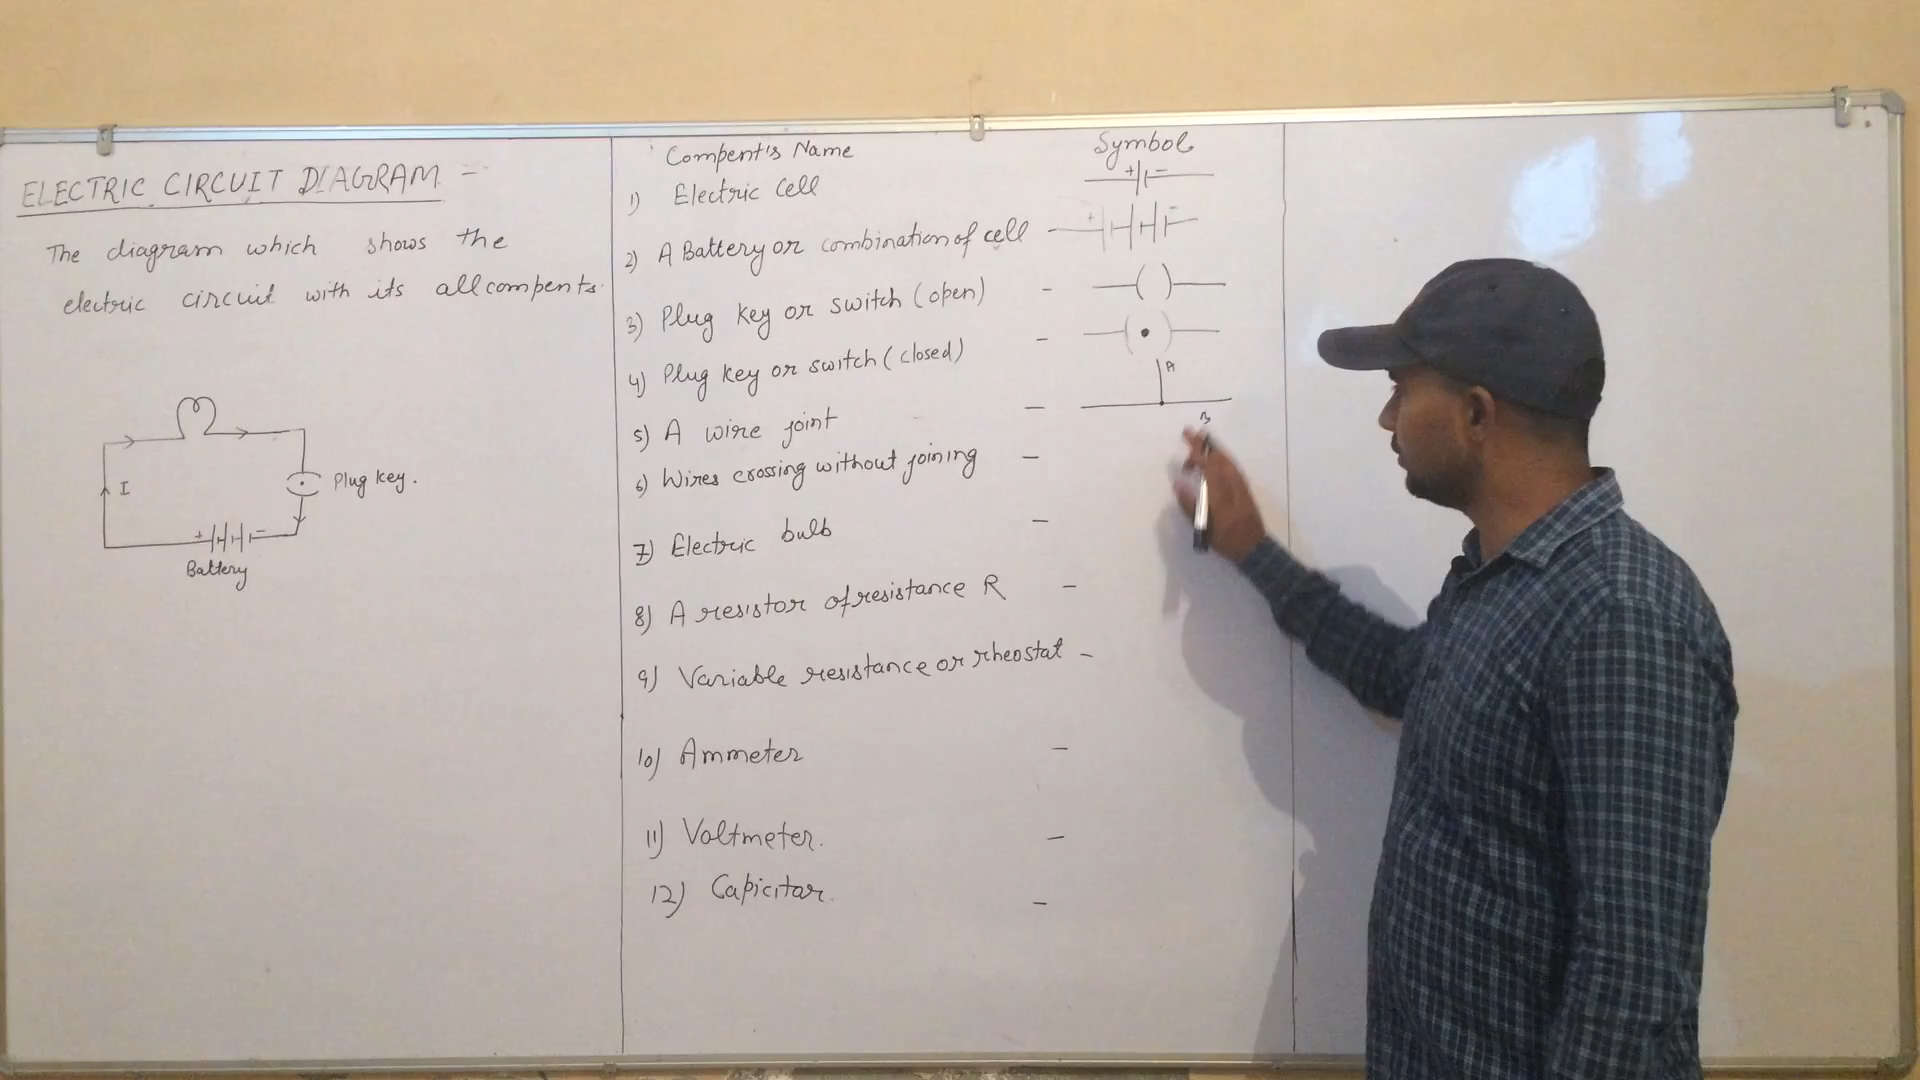 ELECTRIC CIRCUIT DIAGRAM =
The diagram which shows the
electric circuit with its all compents.
I
Plug key.
+ -
Battery
Compent's Name Symbol
1) Electric Cell + -
2) A Battery or combination of cell - + -
3) Plug key or switch (open) -
4) Plug key or switch (closed) -
5) A wire joint - A
B
6) Wires crossing without joining -
7) Electric bulb -
8) A resistor of resistance R -
9) Variable resistance or rheostat -
10) Ammeter -
11) Voltmeter. -
12) Capicitar. -